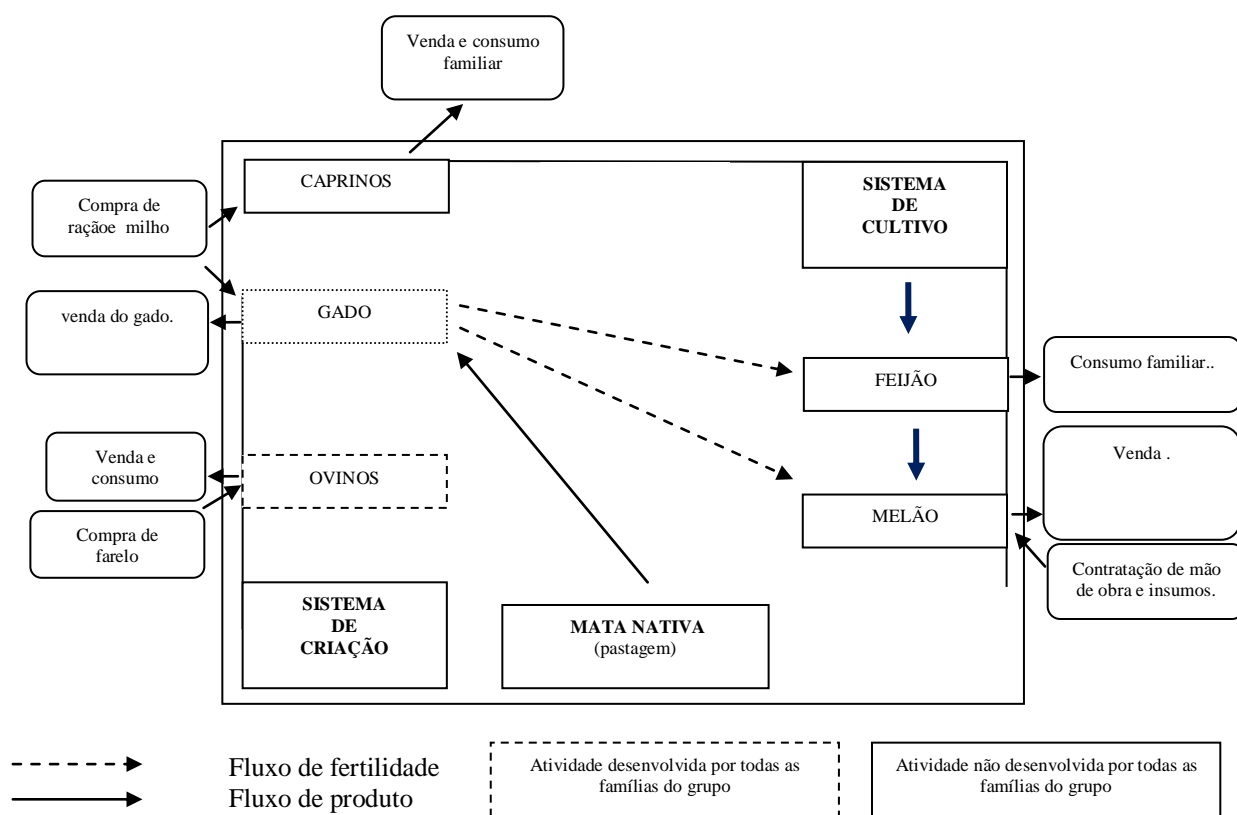 Venda e consumo
familiar
CAPRINOS
SISTEMA
DE
CULTIVO
Compra de
raçãoe milho
GADO
venda do gado.
FEIJÃO
Consumo familiar..
Venda e
consumo
OVINOS
Venda .
MELÃO
Compra de
farelo
Contratação de mão
de obra e insumos.
SISTEMA
DE
CRIAÇÃO
MATA NATIVA
(pastagem)
Fluxo de fertilidade
Fluxo de produto
Atividade desenvolvida por todas as
famílias do grupo
Atividade não desenvolvida por todas as
famílias do grupo